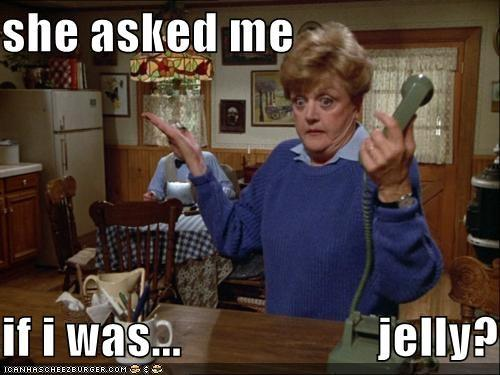 she asked me
if i was... jelly?
ICANHASCHEEZBURGER.COM